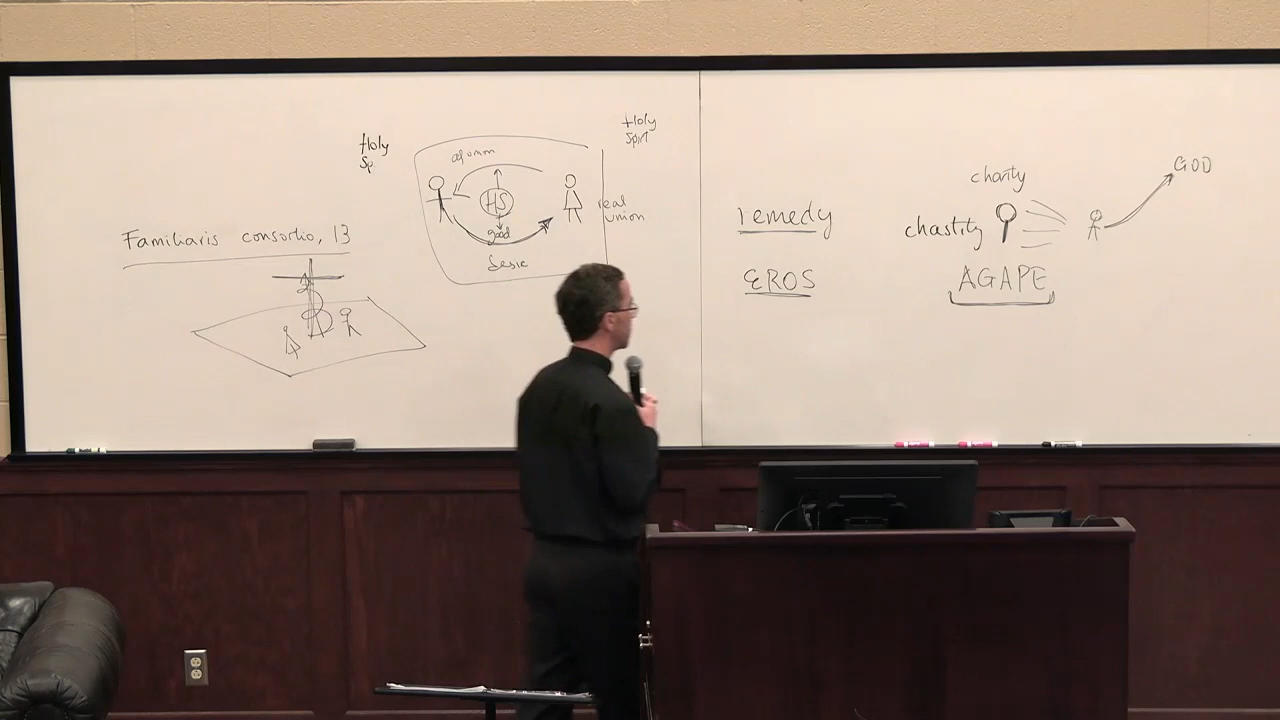 Holy
Sp
Holy
Spirit
HS
good
real
union
Desire
Familiaris consortio, 13
remedy
EROS
charity
chastity
AGAPE
GOD